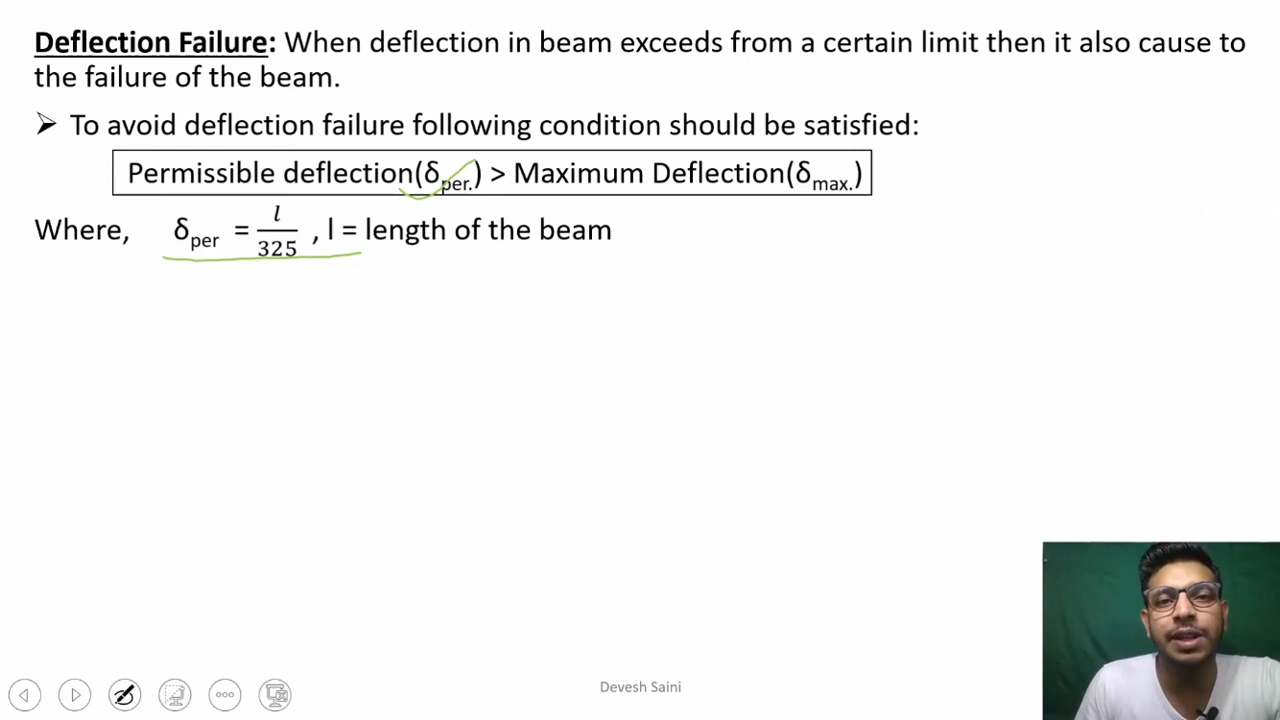 Deflection Failure: When deflection in beam exceeds from a certain limit then it also cause to
the failure of the beam.
➤ To avoid deflection failure following condition should be satisfied:
Permissible deflection(δper.) > Maximum Deflection(δmax.)
Where, δper = l/325 , l = length of the beam
Devesh Saini